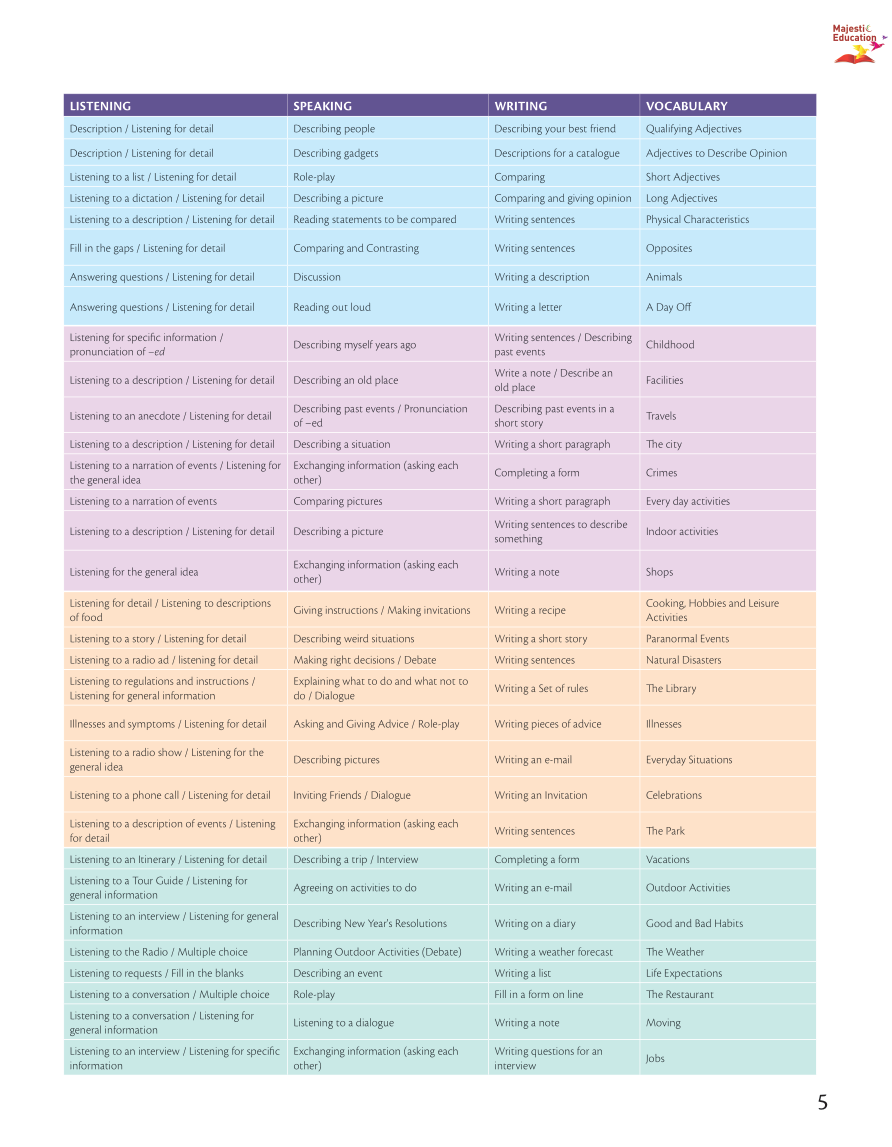 Majestic
Education
LISTENING SPEAKING WRITING VOCABULARY
Description / Listening for detail Describing people Describing your best friend Qualifying Adjectives
Description / Listening for detail Describing gadgets Descriptions for a catalogue Adjectives to Describe Opinion
Listening to a list / Listening for detail Role-play Comparing Short Adjectives
Listening to a dictation / Listening for detail Describing a picture Comparing and giving opinion Long Adjectives
Listening to a description / Listening for detail Reading statements to be compared Writing sentences Physical Characteristics
Fill in the gaps / Listening for detail Comparing and Contrasting Writing sentences Opposites
Answering questions / Listening for detail Discussion Writing a description Animals
Answering questions / Listening for detail Reading out loud Writing a letter A Day Off
Listening for specific information /
pronunciation of –ed
Describing myself years ago
Writing sentences / Describing
past events
Childhood
Listening to a description / Listening for detail Describing an old place
Write a note / Describe an
old place
Facilities
Listening to an anecdote / Listening for detail
Describing past events / Pronunciation
of –ed
Describing past events in a
short story
Travels
Listening to a description / Listening for detail Describing a situation Writing a short paragraph The city
Listening to a narration of events / Listening for
the general idea
Exchanging information (asking each
other)
Completing a form Crimes
Listening to a narration of events Comparing pictures Writing a short paragraph Every day activities
Listening to a description / Listening for detail Describing a picture
Writing sentences to describe
something
Indoor activities
Listening for the general idea
Exchanging information (asking each
other)
Writing a note Shops
Listening for detail / Listening to descriptions
of food
Giving instructions / Making invitations Writing a recipe
Cooking, Hobbies and Leisure
Activities
Listening to a story / Listening for detail Describing weird situations Writing a short story Paranormal Events
Listening to a radio ad / listening for detail Making right decisions / Debate Writing sentences Natural Disasters
Listening to regulations and instructions /
Listening for general information
Explaining what to do and what not to
do / Dialogue
Writing a Set of rules The Library
Illnesses and symptoms / Listening for detail Asking and Giving Advice / Role-play Writing pieces of advice Illnesses
Listening to a radio show / Listening for the
general idea
Describing pictures Writing an e-mail Everyday Situations
Listening to a phone call / Listening for detail Inviting Friends / Dialogue Writing an Invitation Celebrations
Listening to a description of events / Listening
for detail
Exchanging information (asking each
other)
Writing sentences The Park
Listening to an Itinerary / Listening for detail Describing a trip / Interview Completing a form Vacations
Listening to a Tour Guide / Listening for
general information
Agreeing on activities to do Writing an e-mail Outdoor Activities
Listening to an interview / Listening for general
information
Describing New Year's Resolutions Writing on a diary Good and Bad Habits
Listening to the Radio / Multiple choice Planning Outdoor Activities (Debate) Writing a weather forecast The Weather
Listening to requests / Fill in the blanks Describing an event Writing a list Life Expectations
Listening to a conversation / Multiple choice Role-play Fill in a form on line The Restaurant
Listening to a conversation / Listening for
general information
Listening to a dialogue Writing a note Moving
Listening to an interview / Listening for specific
information
Exchanging information (asking each
other)
Writing questions for an
interview
Jobs
5